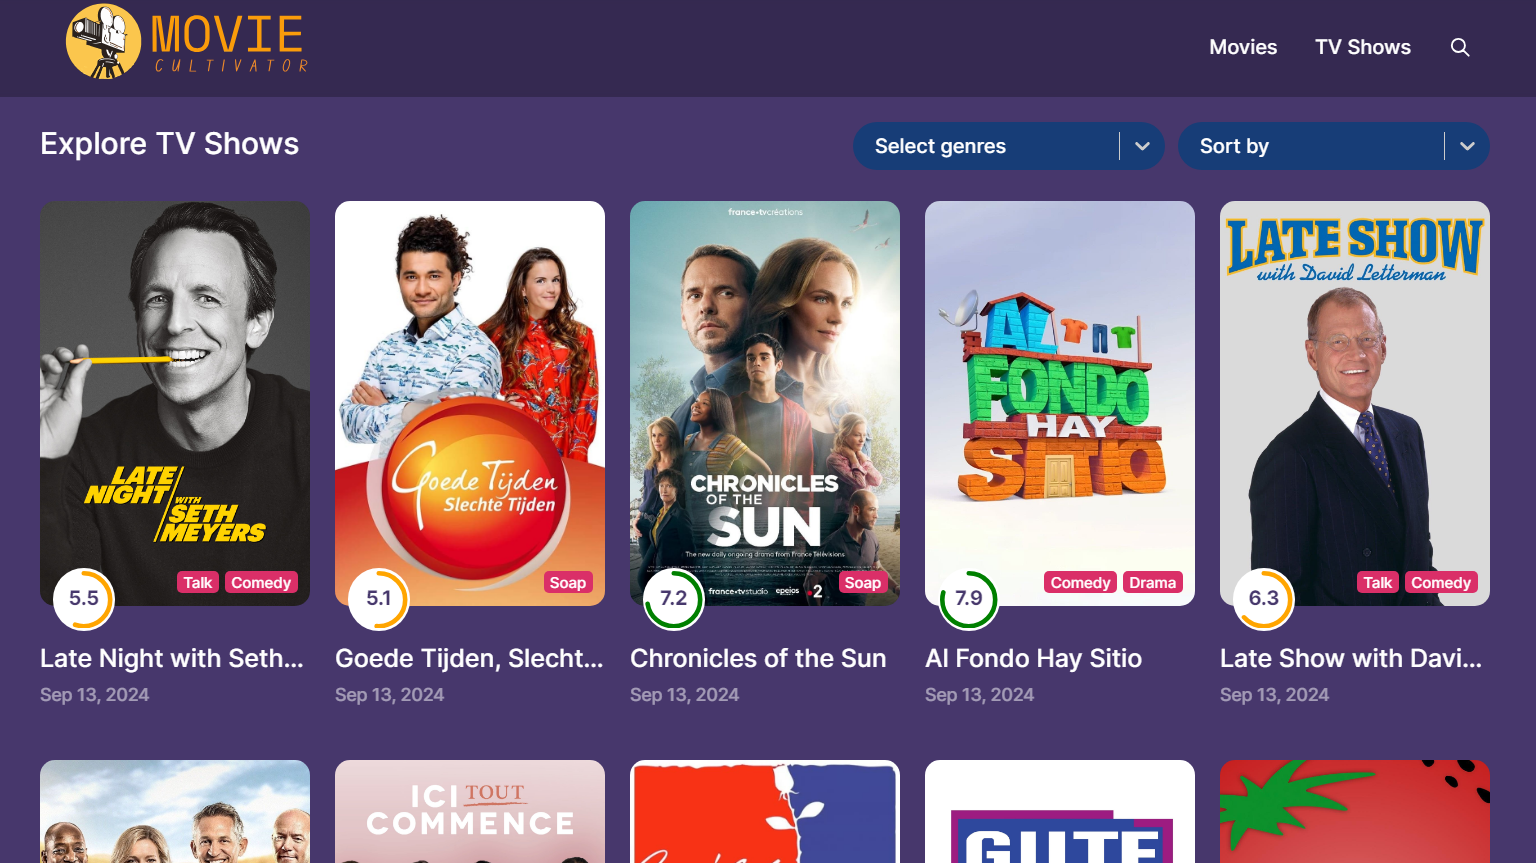 MOVIE
CULTIVATOR
Movies
TV Shows
Explore TV Shows
Select genres
Sort by
LATE
NIGHT
WITH
SETH
MEYERS
Talk
Comedy
5.5
Late Night with Seth...
Sep 13, 2024
Goede Tijden
Slechte Tijden
Soap
5.1
Goede Tijden, Slecht...
Sep 13, 2024
france•tvcréations
CHRONICLES
OF THE
SUN
The new daily ongoing drama from France Télévisions
france•tvstudio
epeios
•2
Soap
7.2
Chronicles of the Sun
Sep 13, 2024
AL
FONDO
HAY
SITIO
Comedy
Drama
7.9
Al Fondo Hay Sitio
Sep 13, 2024
LATE SHOW
with David Letterman
Talk
Comedy
6.3
Late Show with Davi...
Sep 13, 2024
ICI TOUT
COMMENCE
GUTE